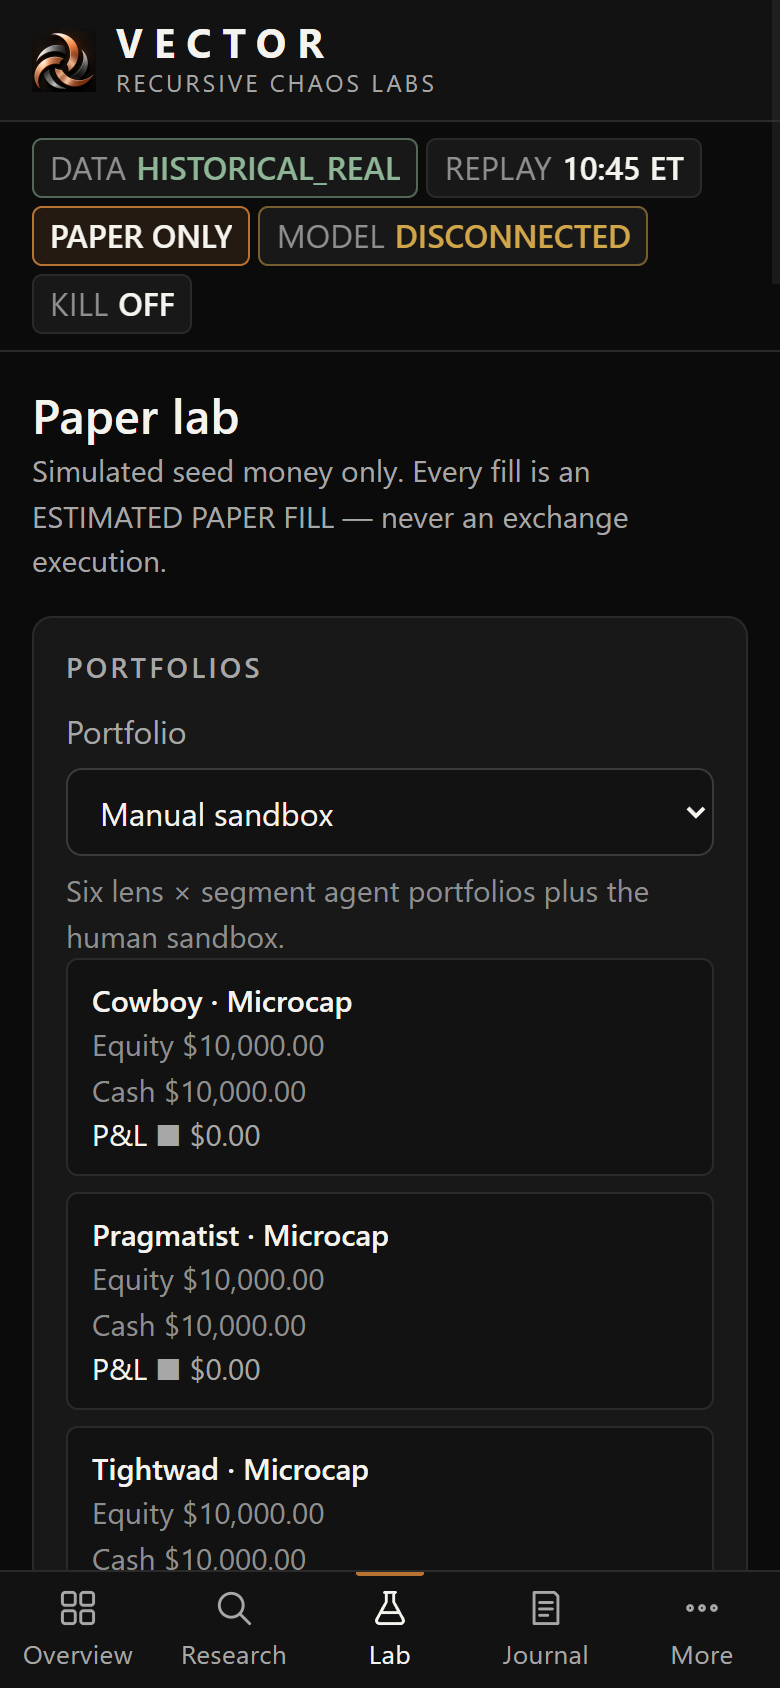 VECTOR
RECURSIVE CHAOS LABS
DATA HISTORICAL_REAL
REPLAY 10:45 ET
PAPER ONLY
MODEL DISCONNECTED
KILL OFF
Paper lab
Simulated seed money only. Every fill is an
ESTIMATED PAPER FILL — never an exchange
execution.
PORTFOLIOS
Portfolio
Manual sandbox
Six lens × segment agent portfolios plus the
human sandbox.
Cowboy · Microcap
Equity $10,000.00
Cash $10,000.00
P&L ■ $0.00
Pragmatist · Microcap
Equity $10,000.00
Cash $10,000.00
P&L ■ $0.00
Tightwad · Microcap
Equity $10,000.00
Cash $10,000.00
Overview
Research
Lab
Journal
More